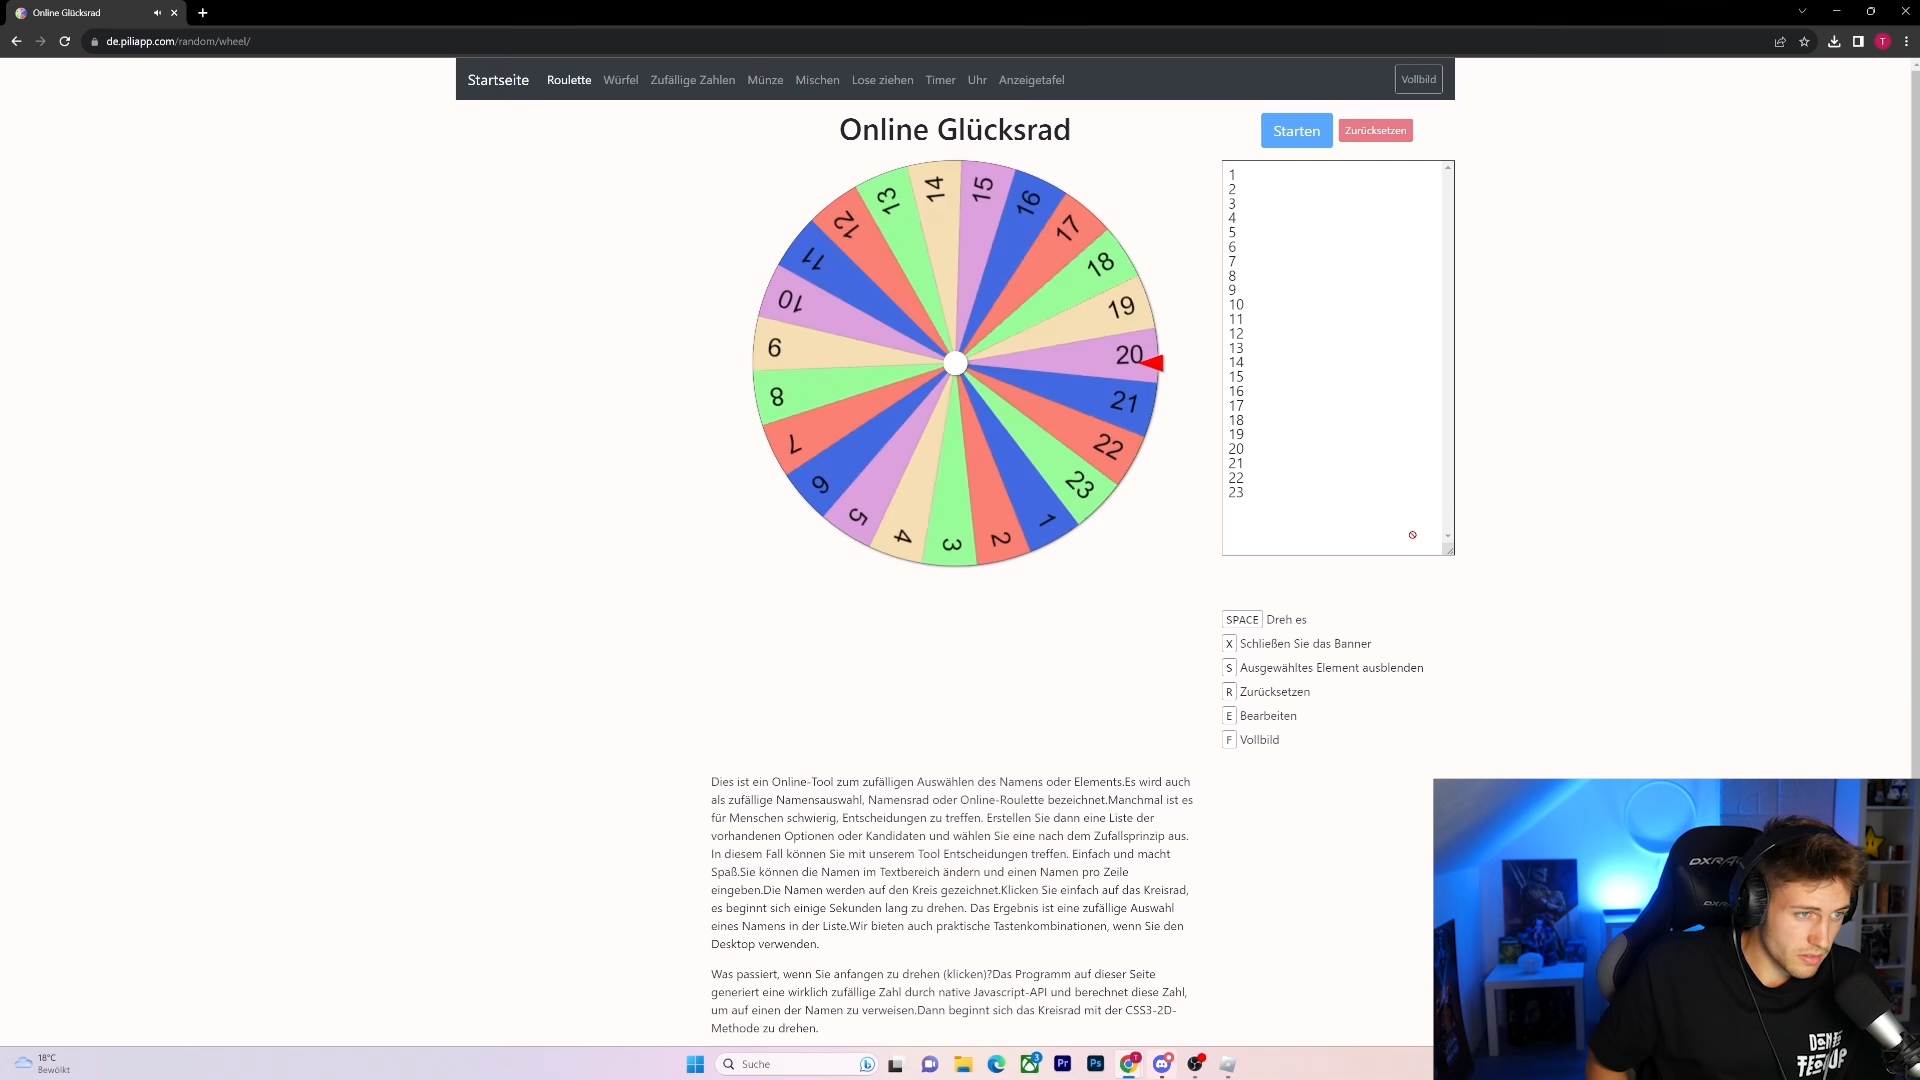 Online Glücksrad
de.piliapp.com/random/wheel/
Startseite Roulette Würfel Zufällige Zahlen Münze Mischen Lose ziehen Timer Uhr Anzeigetafel Vollbild
Online Glücksrad
Starten Zurücksetzen
1
2
3
4
5
6
7
8
9
10
11
12
13
14
15
16
17
18
19
20
21
22
23
1
2
3
4
5
6
7
8
9
10
11
12
13
14
15
16
17
18
19
20
21
22
23
SPACE Dreh es
X Schließen Sie das Banner
S Ausgewähltes Element ausblenden
R Zurücksetzen
E Bearbeiten
F Vollbild
Dies ist ein Online-Tool zum zufälligen Auswählen des Namens oder Elements.Es wird auch
als zufällige Namensauswahl, Namensrad oder Online-Roulette bezeichnet.Manchmal ist es
für Menschen schwierig, Entscheidungen zu treffen. Erstellen Sie dann eine Liste der
vorhandenen Optionen oder Kandidaten und wählen Sie eine nach dem Zufallsprinzip aus.
In diesem Fall können Sie mit unserem Tool Entscheidungen treffen. Einfach und macht
Spaß.Sie können die Namen im Textbereich ändern und einen Namen pro Zeile
eingeben.Die Namen werden auf den Kreis gezeichnet.Klicken Sie einfach auf das Kreisrad,
es beginnt sich einige Sekunden lang zu drehen. Das Ergebnis ist eine zufällige Auswahl
eines Namens in der Liste.Wir bieten auch praktische Tastenkombinationen, wenn Sie den
Desktop verwenden.
Was passiert, wenn Sie anfangen zu drehen (klicken)?Das Programm auf dieser Seite
generiert eine wirklich zufällige Zahl durch native Javascript-API und berechnet diese Zahl,
um auf einen der Namen zu verweisen.Dann beginnt sich das Kreisrad mit der CSS3-2D-
Methode zu drehen.
18°C
Bewölkt
Suche
3
Pr
Ps
T
T